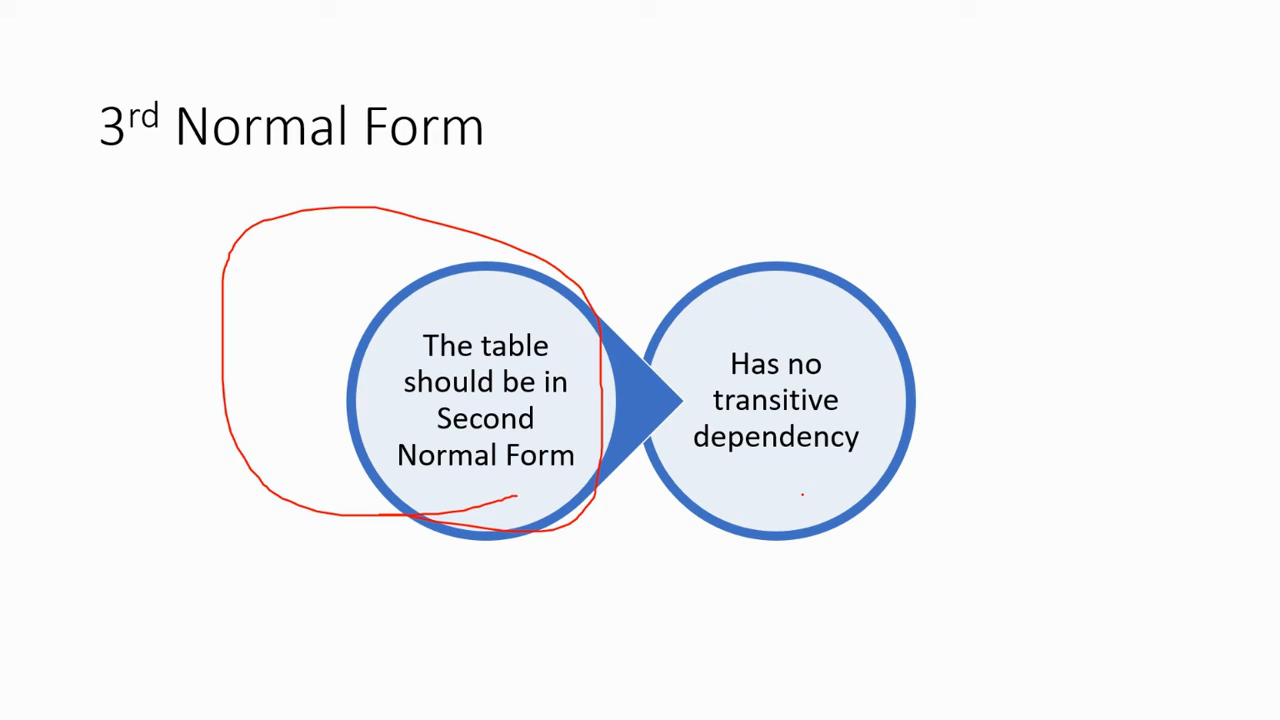 3rd Normal Form
The table
should be in
Second
Normal Form
Has no
transitive
dependency